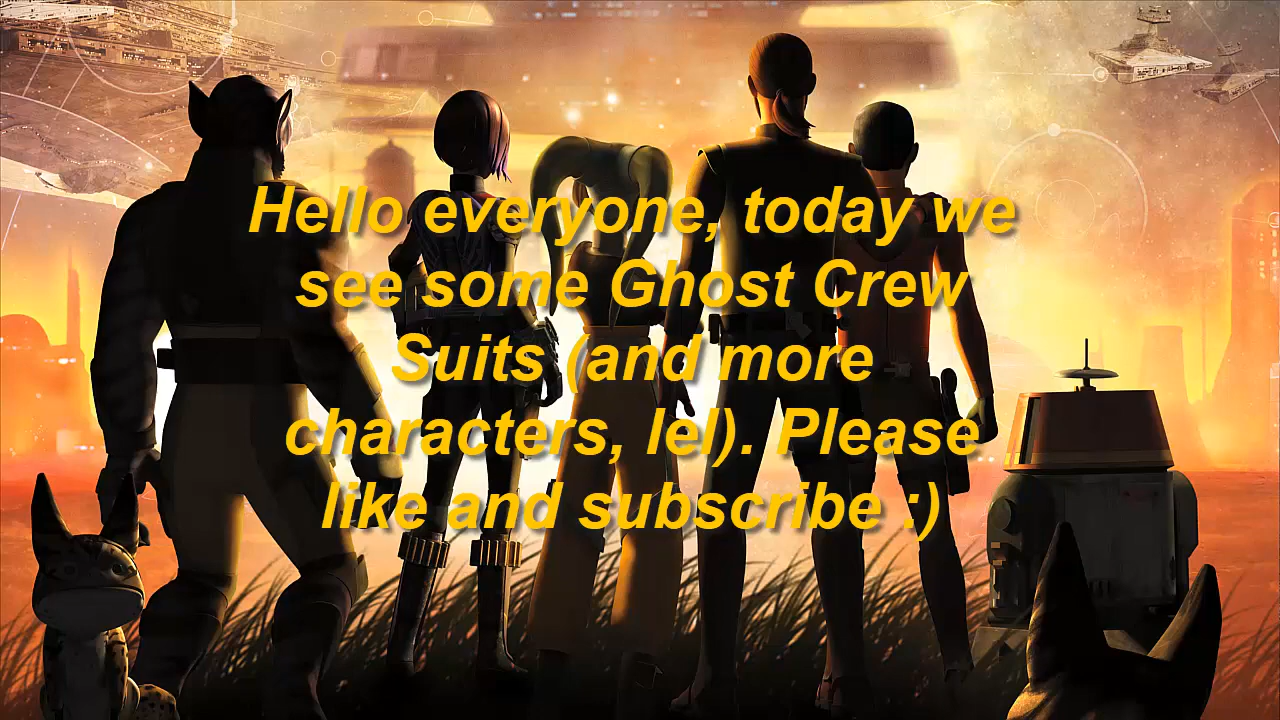 Hello everyone, today we
see some Ghost Crew
Suits (and more
characters, lel). Please
like and subscribe :)